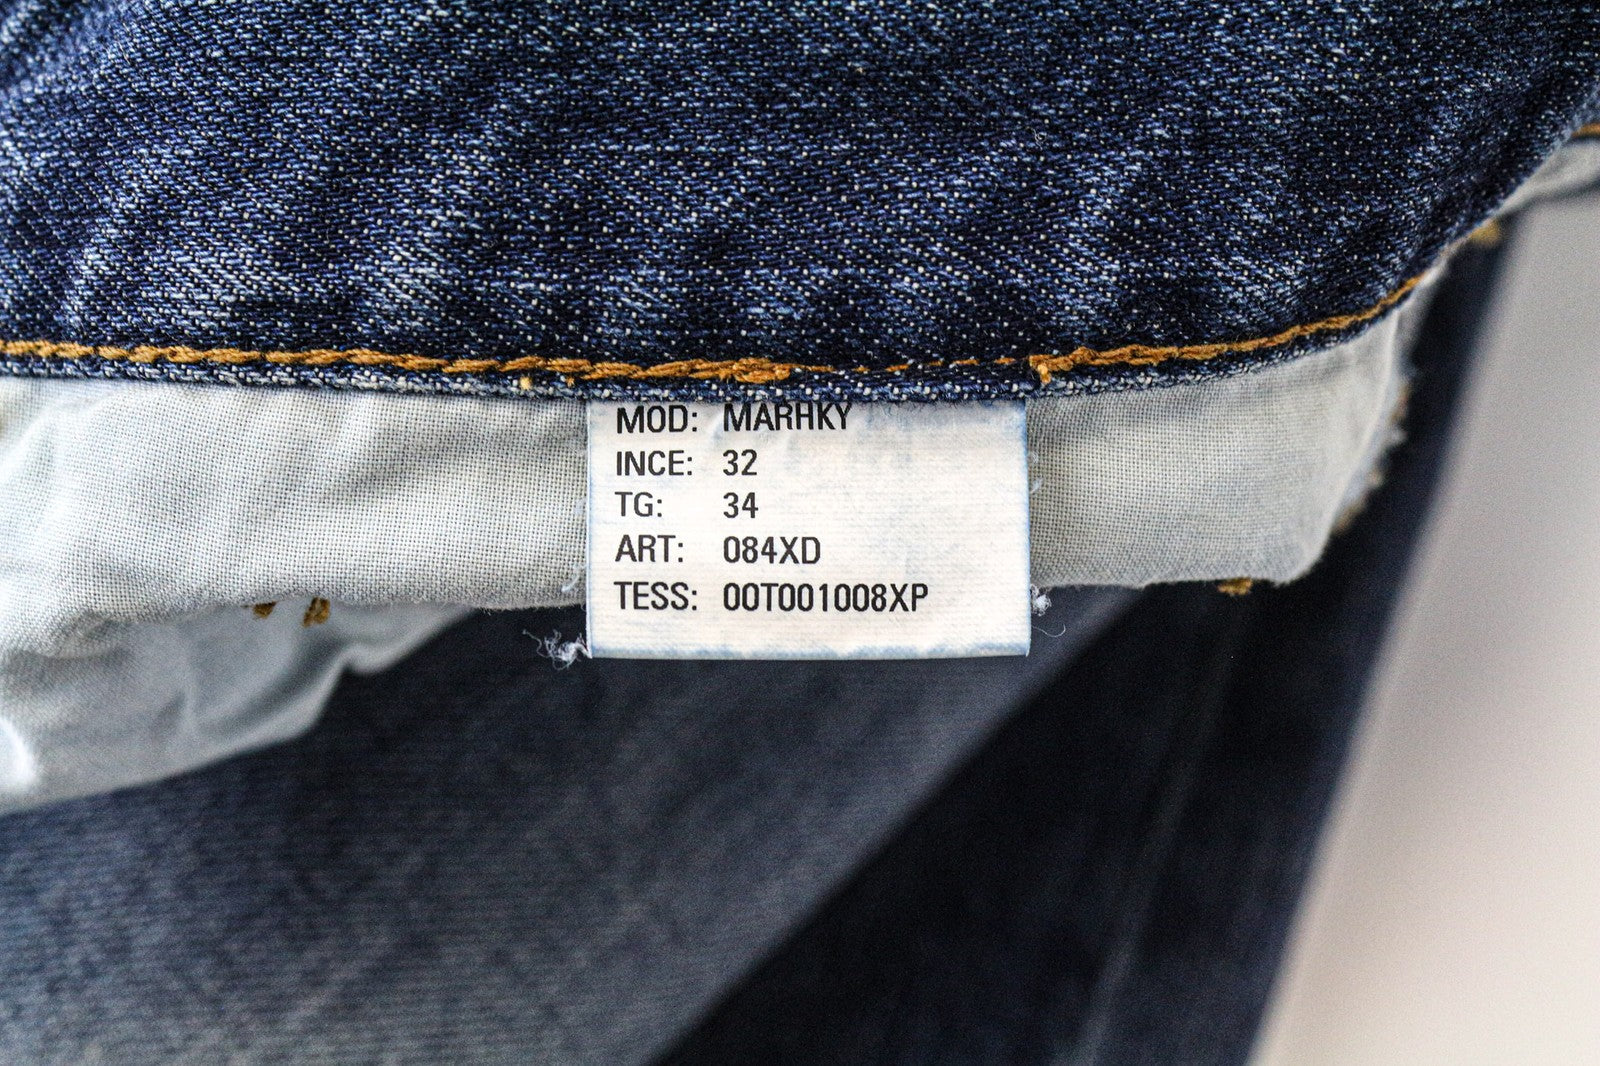 MOD: MARHKY
INCE: 32
TG: 34
ART: 084XD
TESS: 00T001008XP